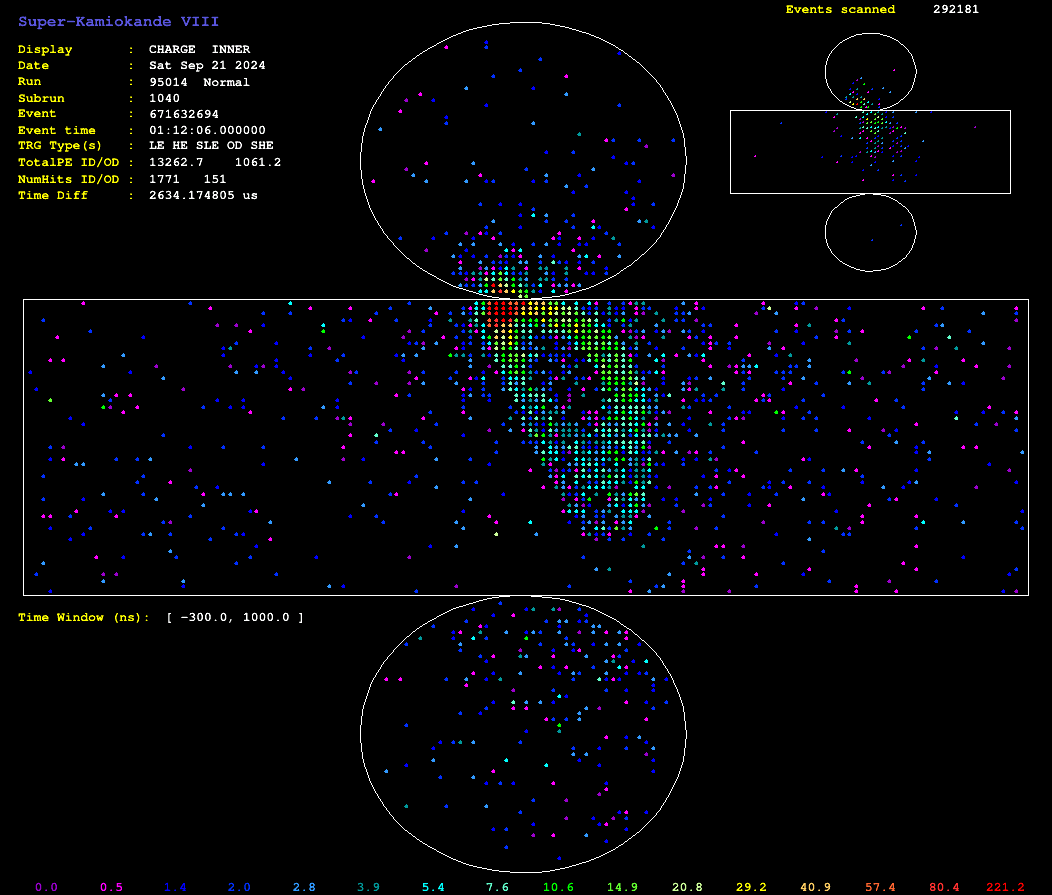 Super-Kamiokande VIII
Events scanned 292181
Display : CHARGE INNER
Date : Sat Sep 21 2024
Run : 95014 Normal
Subrun : 1040
Event : 671632694
Event time : 01:12:06.000000
TRG Type(s) : LE HE SLE OD SHE
TotalPE ID/OD : 13262.7 1061.2
NumHits ID/OD : 1771 151
Time Diff : 2634.174805 us
Time Window (ns): [ -300.0, 1000.0 ]
0.0 0.5 1.4 2.0 2.8 3.9 5.4 7.6 10.6 14.9 20.8 29.2 40.9 57.4 80.4 221.2